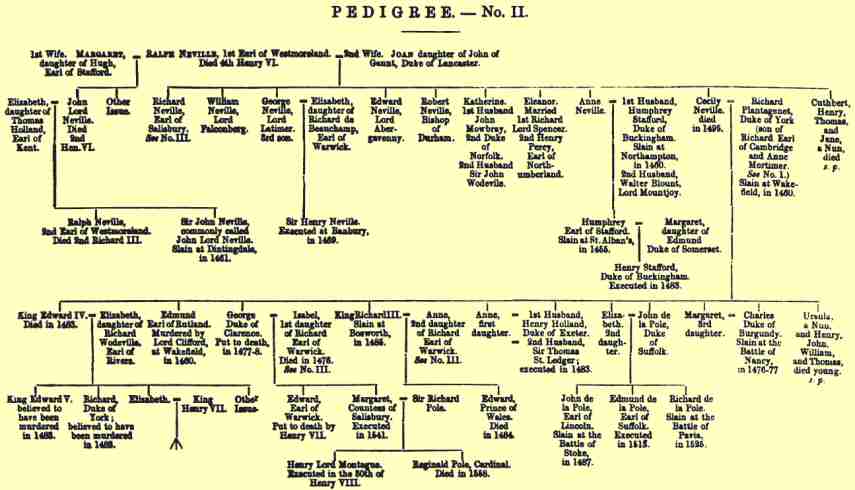 PEDIGREE. — No. II.
1st Wife. MARGARET,
daughter of Hugh,
Earl of Stafford.
RALPH NEVILLE, 1st Earl of Westmoreland.
Died 4th Henry VI.
2nd Wife. JOAN daughter of John of
Gaunt, Duke of Lancaster.
Elizabeth,
daughter of
Thomas
Holland,
Earl of
Kent.
John
Lord
Neville.
Died
2nd
Hen. VI.
Other
Issue.
Richard
Neville,
Earl of
Salisbury.
See No. III.
William
Neville,
Lord
Falconberg.
George
Neville,
Lord
Latimer.
3rd son.
Elizabeth,
daughter of
Richard de
Beauchamp,
Earl of
Warwick.
Edward
Neville,
Lord
Aber-
gavenny.
Robert
Neville,
Bishop
of
Durham.
Katherine.
1st Husband
John
Mowbray,
2nd Duke
of
Norfolk.
2nd Husband
Sir John
Wodevile.
Eleanor.
Married
1st Richard
Lord Spencer.
2nd Henry
Percy,
Earl of
North-
umberland.
Anne
Neville.
1st Husband,
Humphrey
Stafford,
Duke of
Buckingham.
Slain at
Northampton,
in 1460.
2nd Husband,
Walter Blount,
Lord Mountjoy.
Cecily
Neville.
died
in 1495.
Richard
Plantagenet,
Duke of York
(son of
Richard Earl
of Cambridge
and Anne
Mortimer.
See No. I.)
Slain at Wake-
field, in 1460.
Cuthbert,
Henry,
Thomas,
and
Jane,
a Nun,
died
s. p.
Ralph Neville,
2nd Earl of Westmoreland.
Died 2nd Richard III.
Sir John Neville,
commonly called
John Lord Neville.
Slain at Dintingdale,
in 1461.
Sir Henry Neville.
Executed at Banbury,
in 1469.
Humphrey
Earl of Stafford.
Slain at St. Alban's,
in 1455.
Margaret,
daughter of
Edmund
Duke of Somerset.
Henry Stafford,
Duke of Buckingham.
Executed in 1483.
King Edward IV.
Died in 1483.
Elizabeth,
daughter of
Richard
Wodeville,
Earl of
Rivers.
Edmund
Earl of Rutland.
Murdered by
Lord Clifford,
at Wakefield,
in 1460.
George
Duke of
Clarence.
Put to death,
in 1477-8.
Isabel,
1st daughter
of Richard
Earl of
Warwick.
Died in 1476.
See No. III.
King Richard III.
Slain at
Bosworth,
in 1485.
Anne,
2nd daughter
of Richard
Earl of
Warwick.
See No. III.
Anne,
first
daughter.
1st Husband,
Henry Holland,
Duke of Exeter.
2nd Husband,
Sir Thomas
St. Ledger;
executed in 1483.
Eliza-
beth.
2nd
daugh-
ter.
John de
la Pole,
Duke
of
Suffolk.
Margaret,
3rd
daughter.
Charles
Duke of
Burgundy.
Slain at the
Battle of
Nancy,
in 1476-77
Ursula.
a Nun.
and Henry,
John,
William,
and Thomas,
died young.
s. p.
King Edward V.
believed to
have been
murdered
in 1483.
Richard,
Duke of
York;
believed to have
been murdered
in 1483.
Elizabeth.
King
Henry VII.
Other
Issue.
Edward,
Earl of
Warwick.
Put to death by
Henry VII.
Margaret,
Countess of
Salisbury.
Executed
in 1541.
Sir Richard
Pole.
Edward,
Prince of
Wales.
Died
in 1484.
John de
la Pole,
Earl of
Lincoln.
Slain at the
Battle of
Stoke,
in 1487.
Edmund de
la Pole,
Earl of
Suffolk.
Executed
in 1513.
Richard de
la Pole.
Slain at the
Battle of
Pavia,
in 1525.
Henry Lord Montague.
Executed in the 30th of
Henry VIII.
Reginald Pole, Cardinal.
Died in 1558.